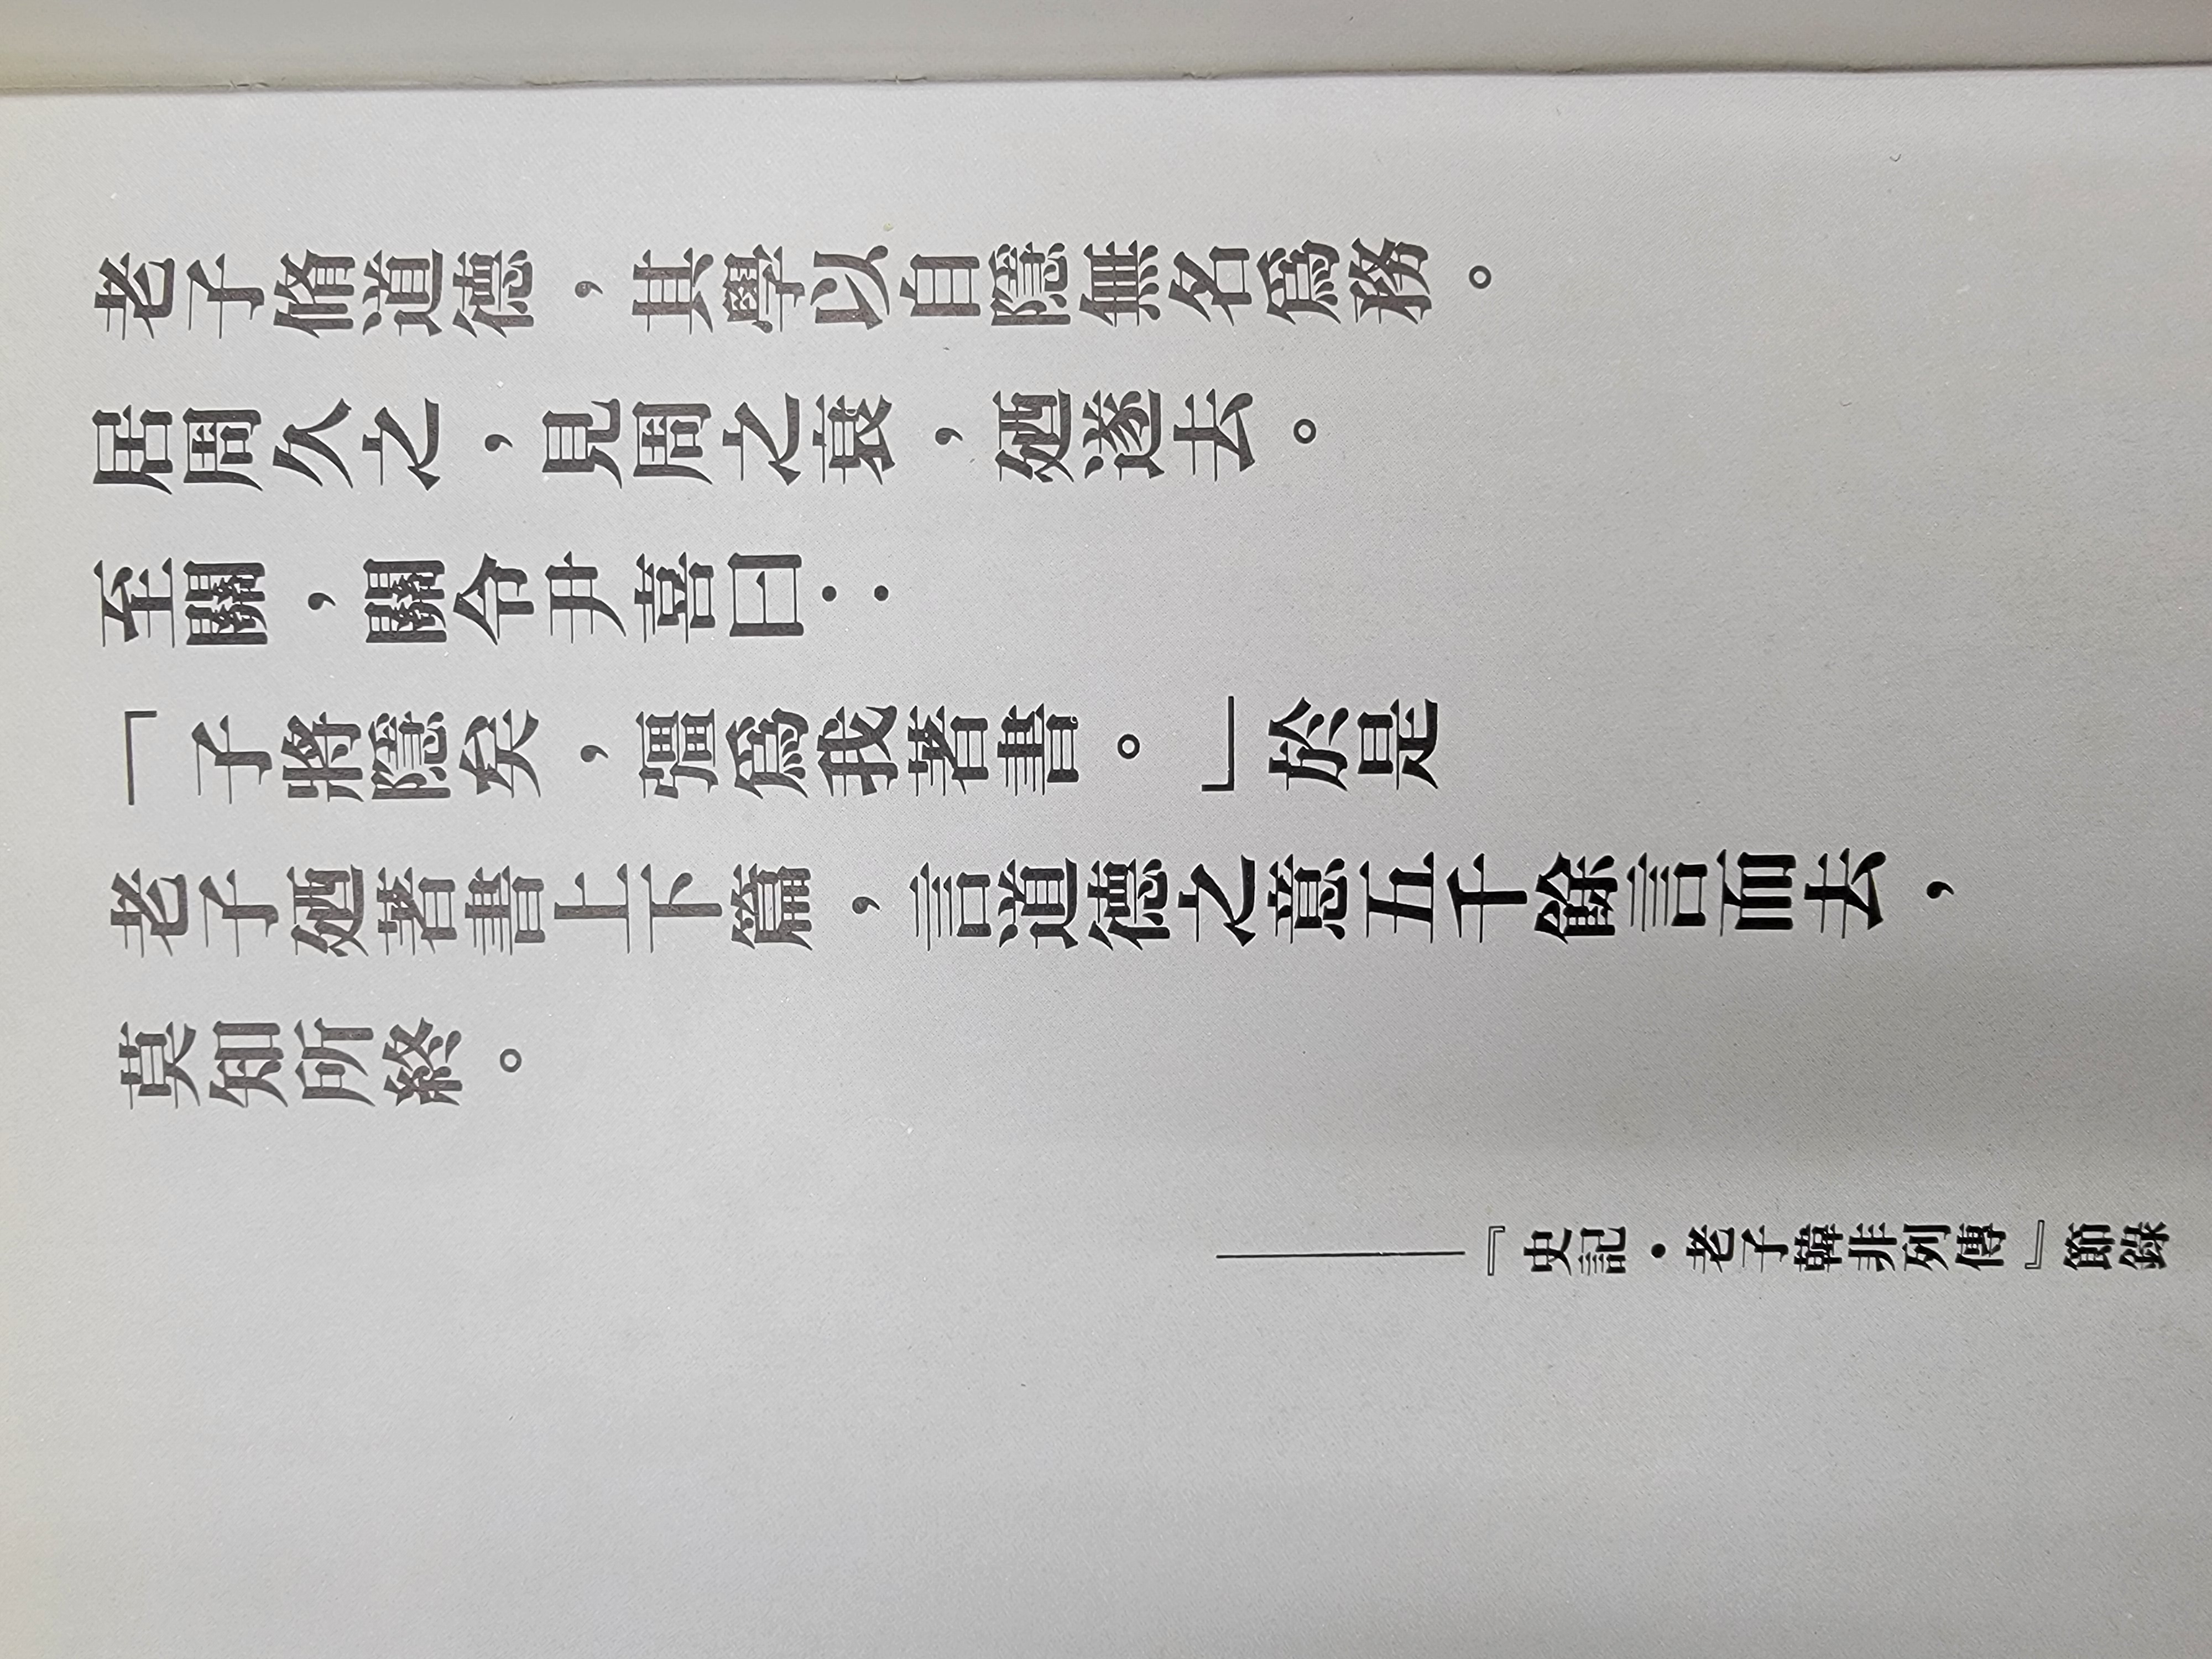 老子脩道德，其學以自隱無名爲務。
居周久之，見周之衰，廼遂去。
至關，關令尹喜曰：
「子將隱矣，彊爲我著書。」於是
老子廼著書上下篇，言道德之意五千餘言而去，
莫知所終。
——『史記·老子韓非列傳』節錄